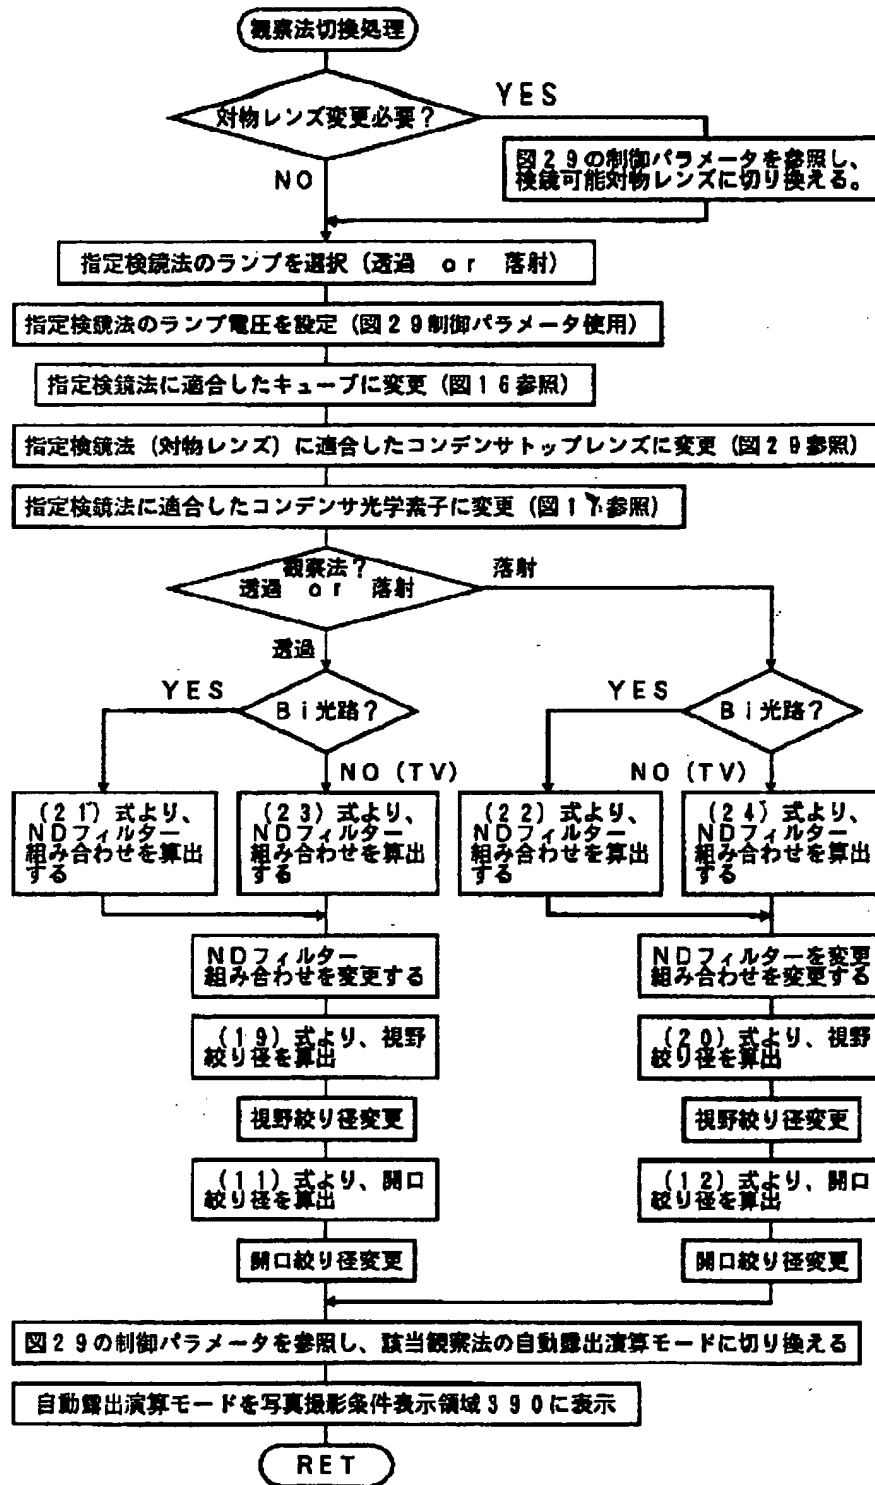 観察法切換処理
対物レンズ変更必要?
YES
NO
図29の制御パラメータを参照し、
検鏡可能対物レンズに切り換える。
指定検鏡法のランプを選択(透過 or 落射)
指定検鏡法のランプ電圧を設定(図29制御パラメータ使用)
指定検鏡法に適合したキューブに変更(図16参照)
指定検鏡法(対物レンズ)に適合したコンデンサトップレンズに変更(図29参照)
指定検鏡法に適合したコンデンサ光学素子に変更(図17参照)
観察法?
透過 or 落射
落射
透過
YES
Bi光路?
NO(TV)
YES
Bi光路?
NO(TV)
(21)式より、
NDフィルター
組み合わせを算出
する
(23)式より、
NDフィルター
組み合わせを算出
する
(22)式より、
NDフィルター
組み合わせを算出
する
(24)式より、
NDフィルター
組み合わせを算出
する
NDフィルター
組み合わせを変更する
NDフィルターを変更
組み合わせを変更する
(19)式より、視野
絞り径を算出
(20)式より、視野
絞り径を算出
視野絞り径変更
視野絞り径変更
(11)式より、開口
絞り径を算出
(12)式より、開口
絞り径を算出
開口絞り径変更
開口絞り径変更
図29の制御パラメータを参照し、該当観察法の自動露出演算モードに切り換える
自動露出演算モードを写真撮影条件表示領域390に表示
RET